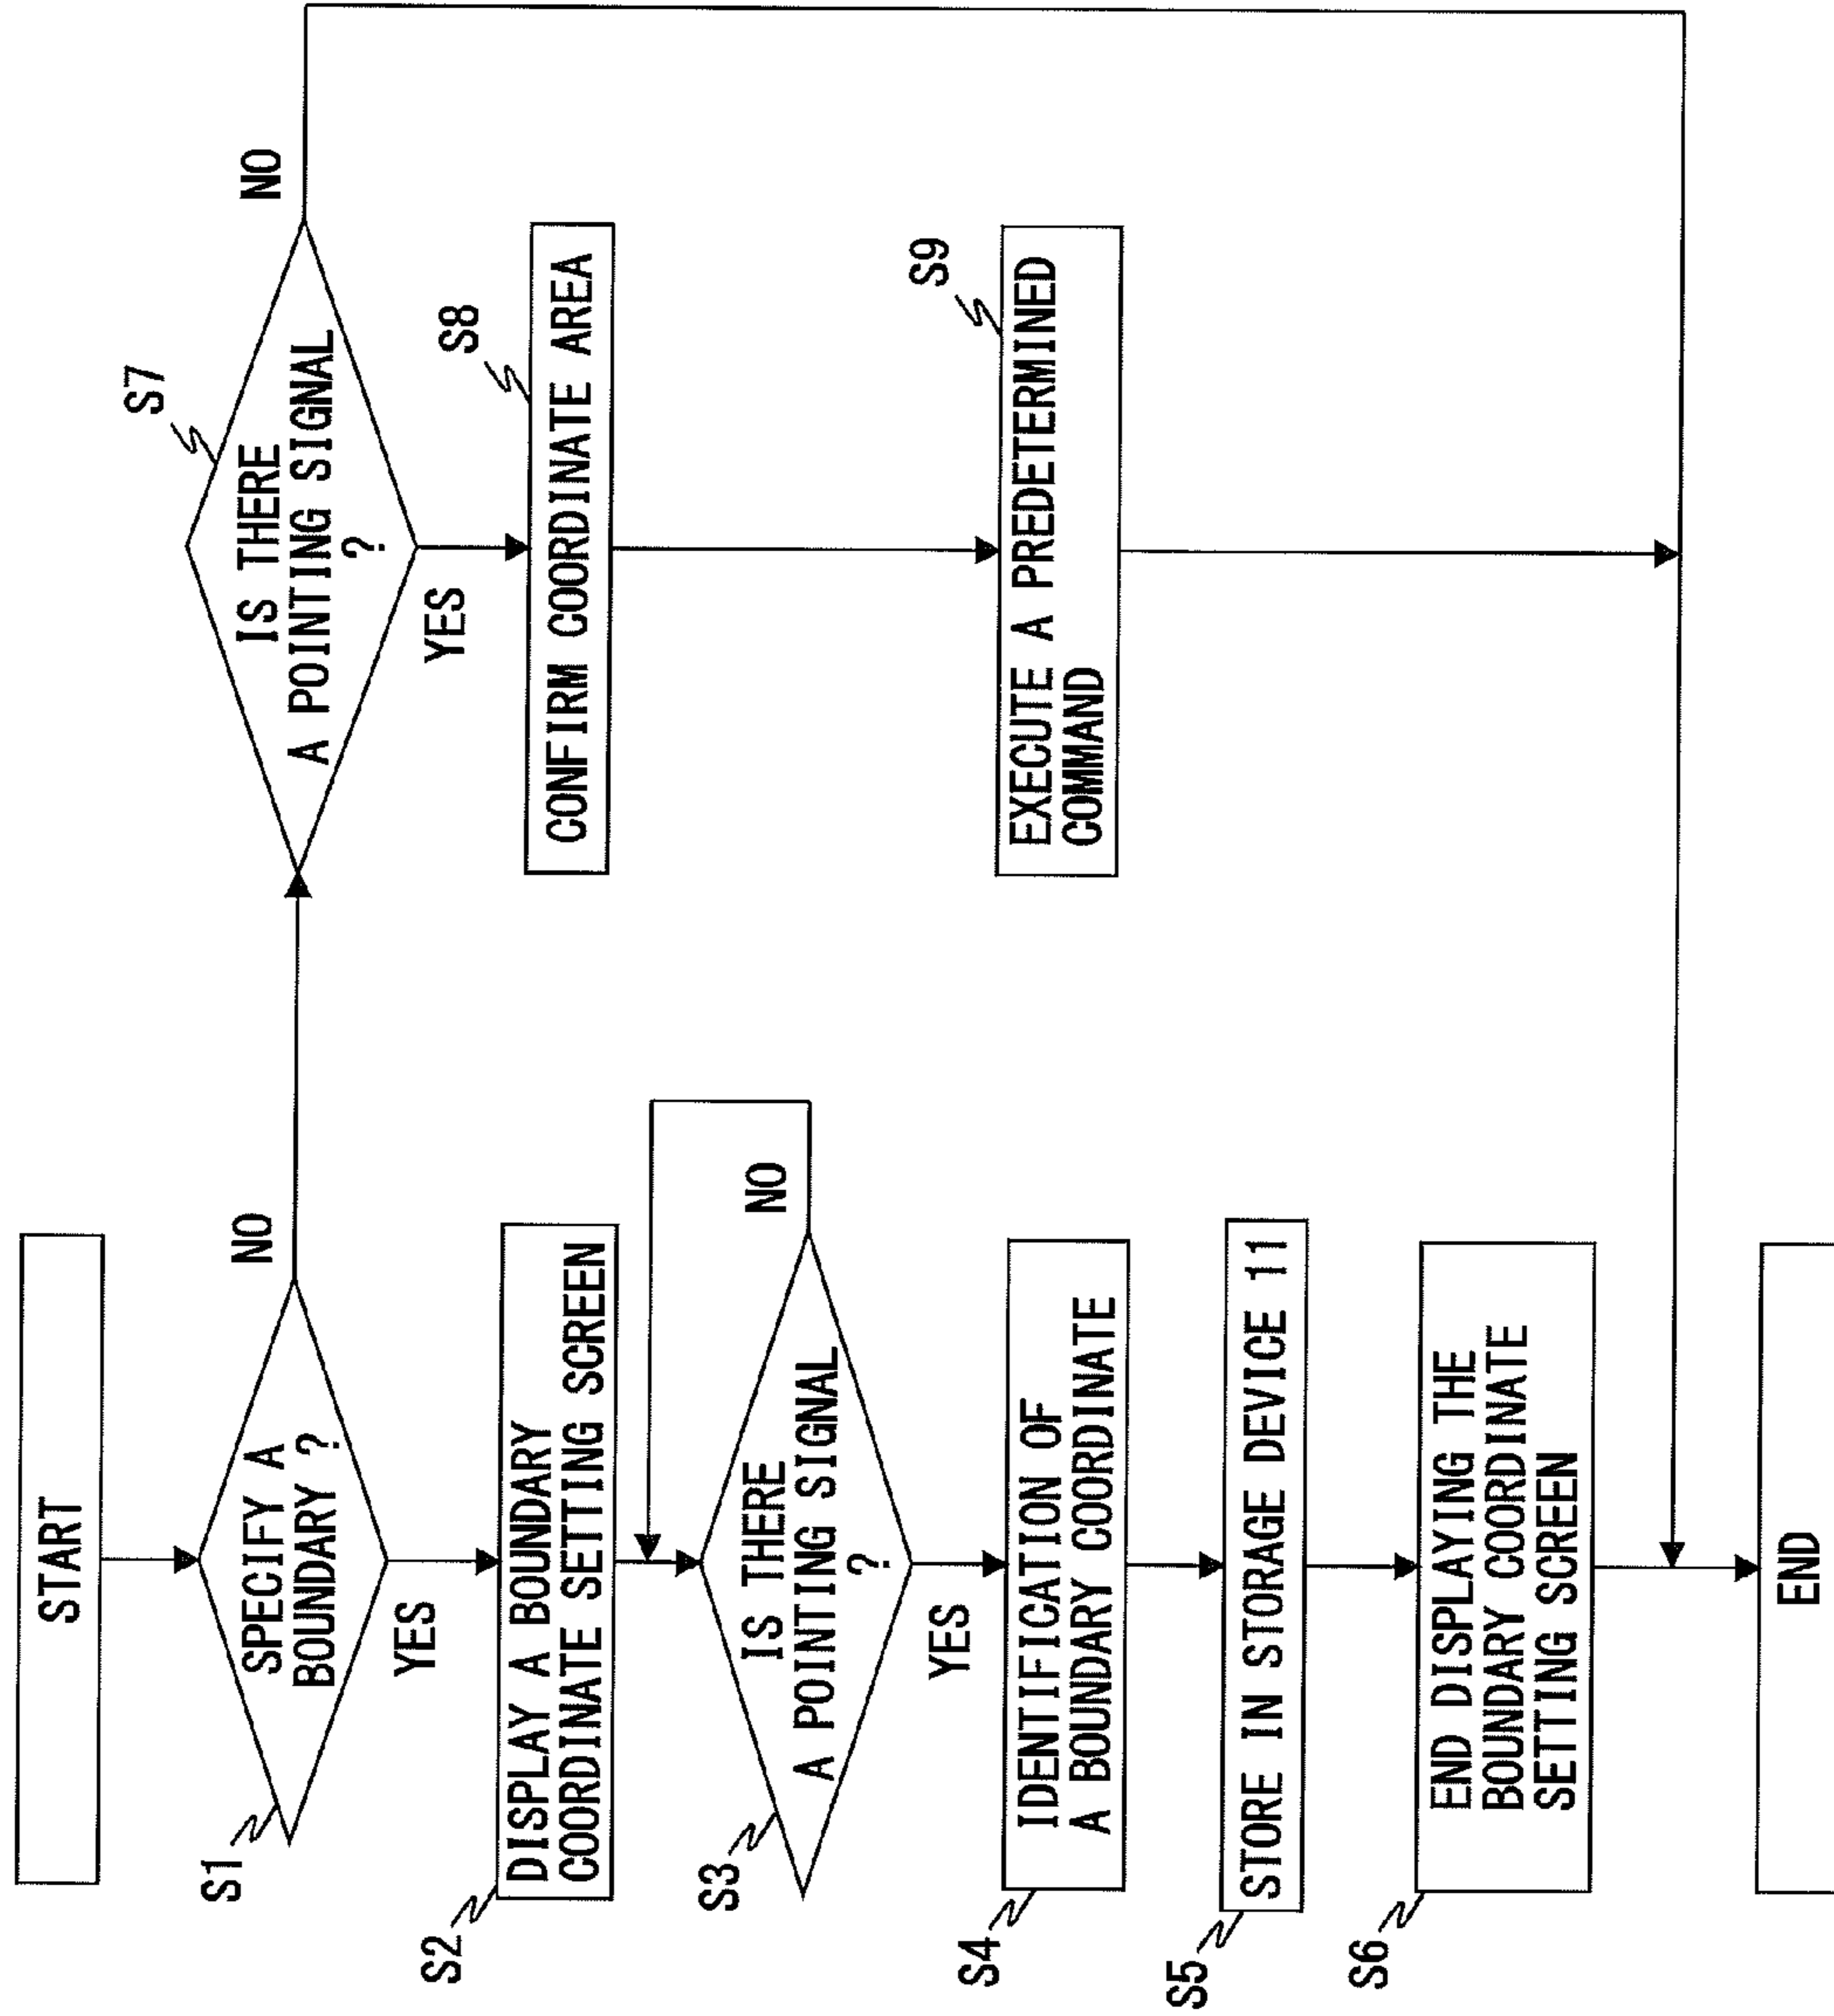 START
S1
SPECIFY A
BOUNDARY ?
NO
YES
S2
DISPLAY A BOUNDARY
COORDINATE SETTING SCREEN
S3
IS THERE
A POINTING SIGNAL
?
NO
YES
S4
IDENTIFICATION OF
A BOUNDARY COORDINATE
S5
STORE IN STORAGE DEVICE 11
S6
END DISPLAYING THE
BOUNDARY COORDINATE
SETTING SCREEN
END
S7
IS THERE
A POINTING SIGNAL
?
NO
YES
S8
CONFIRM COORDINATE AREA
S9
EXECUTE A PREDETERMINED
COMMAND